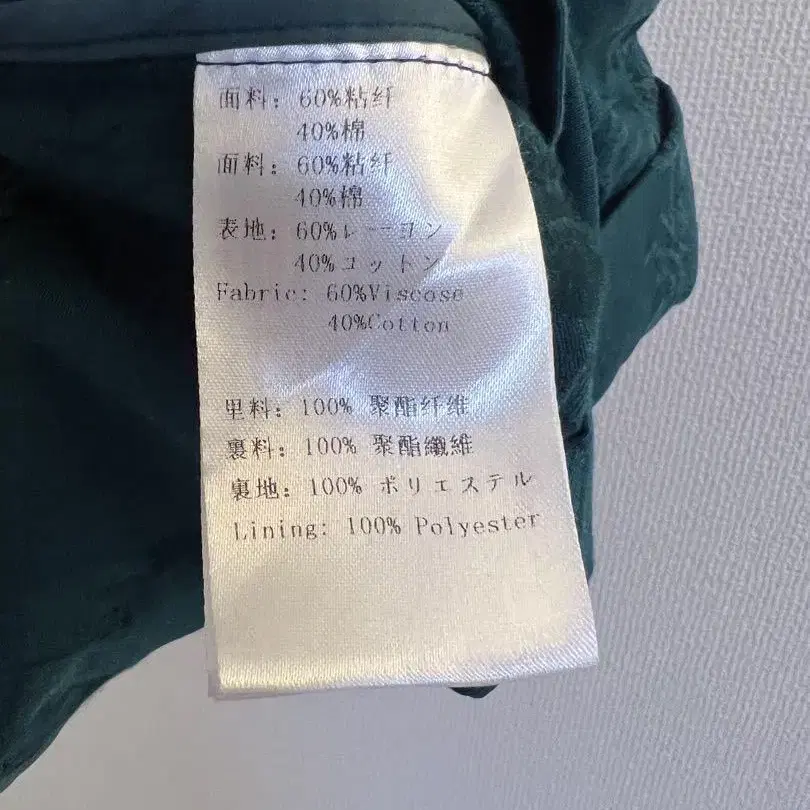 面料: 60%粘纤
40%棉
面料: 60%粘纤
40%棉
表地: 60%レーヨン
40%コットン
Fabric: 60%Viscose
40%Cotton
里料: 100% 聚酯纤维
裏料: 100% 聚酯纖維
裏地: 100% ポリエステル
Lining: 100% Polyester